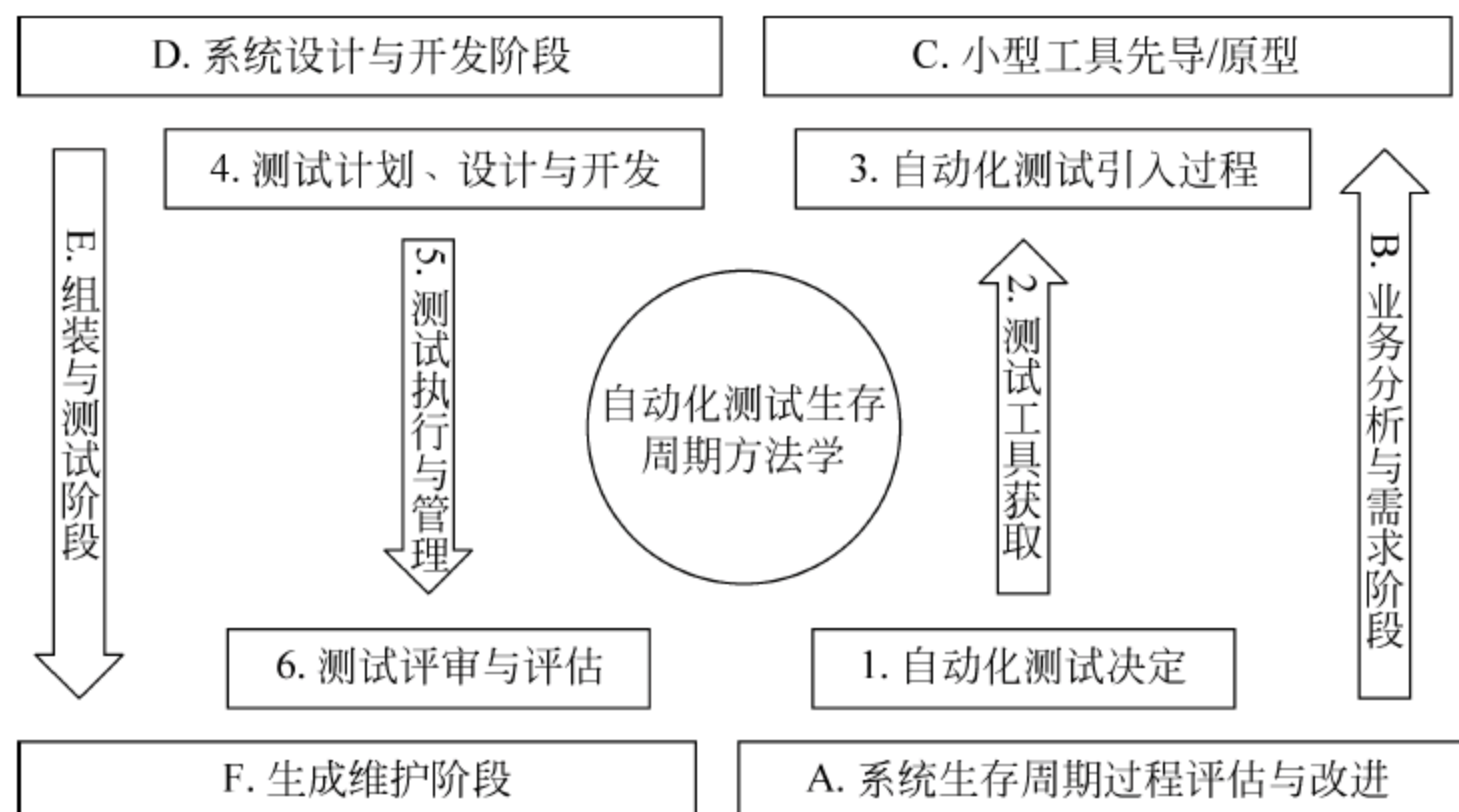 D. 系统设计与开发阶段
C. 小型工具先导/原型
4. 测试计划、设计与开发
3. 自动化测试引入过程
E. 组装与测试阶段
5. 测试执行与管理
自动化测试生存
周期方法学
2. 测试工具获取
B. 业务分析与需求阶段
6. 测试评审与评估
1. 自动化测试决定
F. 生成维护阶段
A. 系统生存周期过程评估与改进